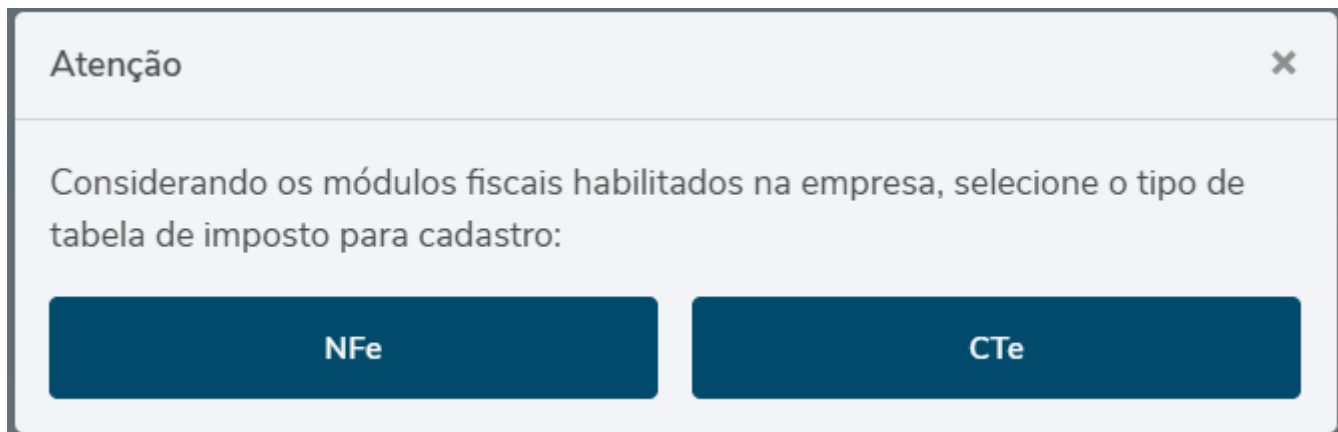 Atenção
Considerando os módulos fiscais habilitados na empresa, selecione o tipo de
tabela de imposto para cadastro:
NFe
CTe